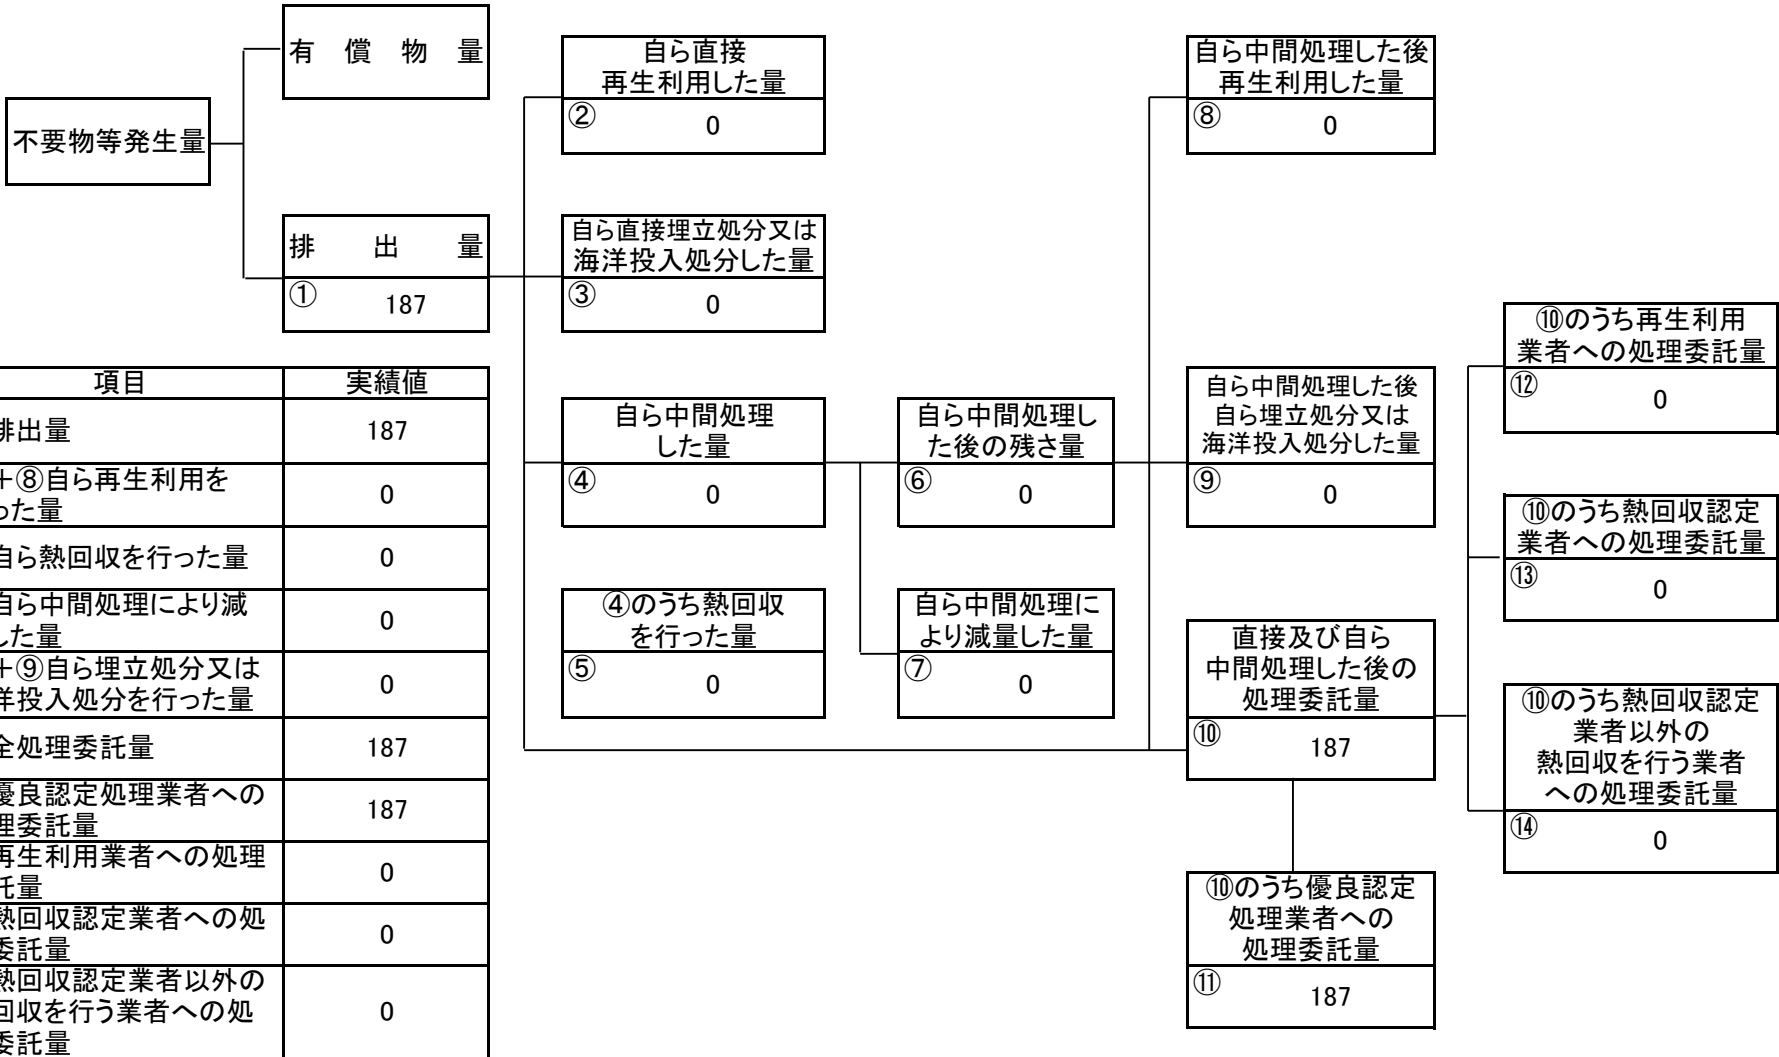 有償物量
不要物等発生量
排出量
① 187
自ら直接
再生利用した量
② 0
自ら直接埋立処分又は
海洋投入処分した量
③ 0
自ら中間処理
した量
④ 0
④のうち熱回収
を行った量
⑤ 0
自ら中間処理し
た後の残さ量
⑥ 0
自ら中間処理に
より減量した量
⑦ 0
自ら中間処理した後
再生利用した量
⑧ 0
自ら中間処理した後
自ら埋立処分又は
海洋投入処分した量
⑨ 0
直接及び自ら
中間処理した後の
処理委託量
⑩ 187
⑩のうち優良認定
処理業者への
処理委託量
⑪ 187
⑩のうち再生利用
業者への処理委託量
⑫ 0
⑩のうち熱回収認定
業者への処理委託量
⑬ 0
⑩のうち熱回収認定
業者以外の
熱回収を行う業者
への処理委託量
⑭ 0
項目 実績値
排出量 187
+⑧自ら再生利用を
った量 0
自ら熱回収を行った量 0
自ら中間処理により減
した量 0
+⑨自ら埋立処分又は
洋投入処分を行った量 0
全処理委託量 187
優良認定処理業者への
理委託量 187
再生利用業者への処理
託量 0
熱回収認定業者への処
委託量 0
熱回収認定業者以外の
回収を行う業者への処
委託量 0